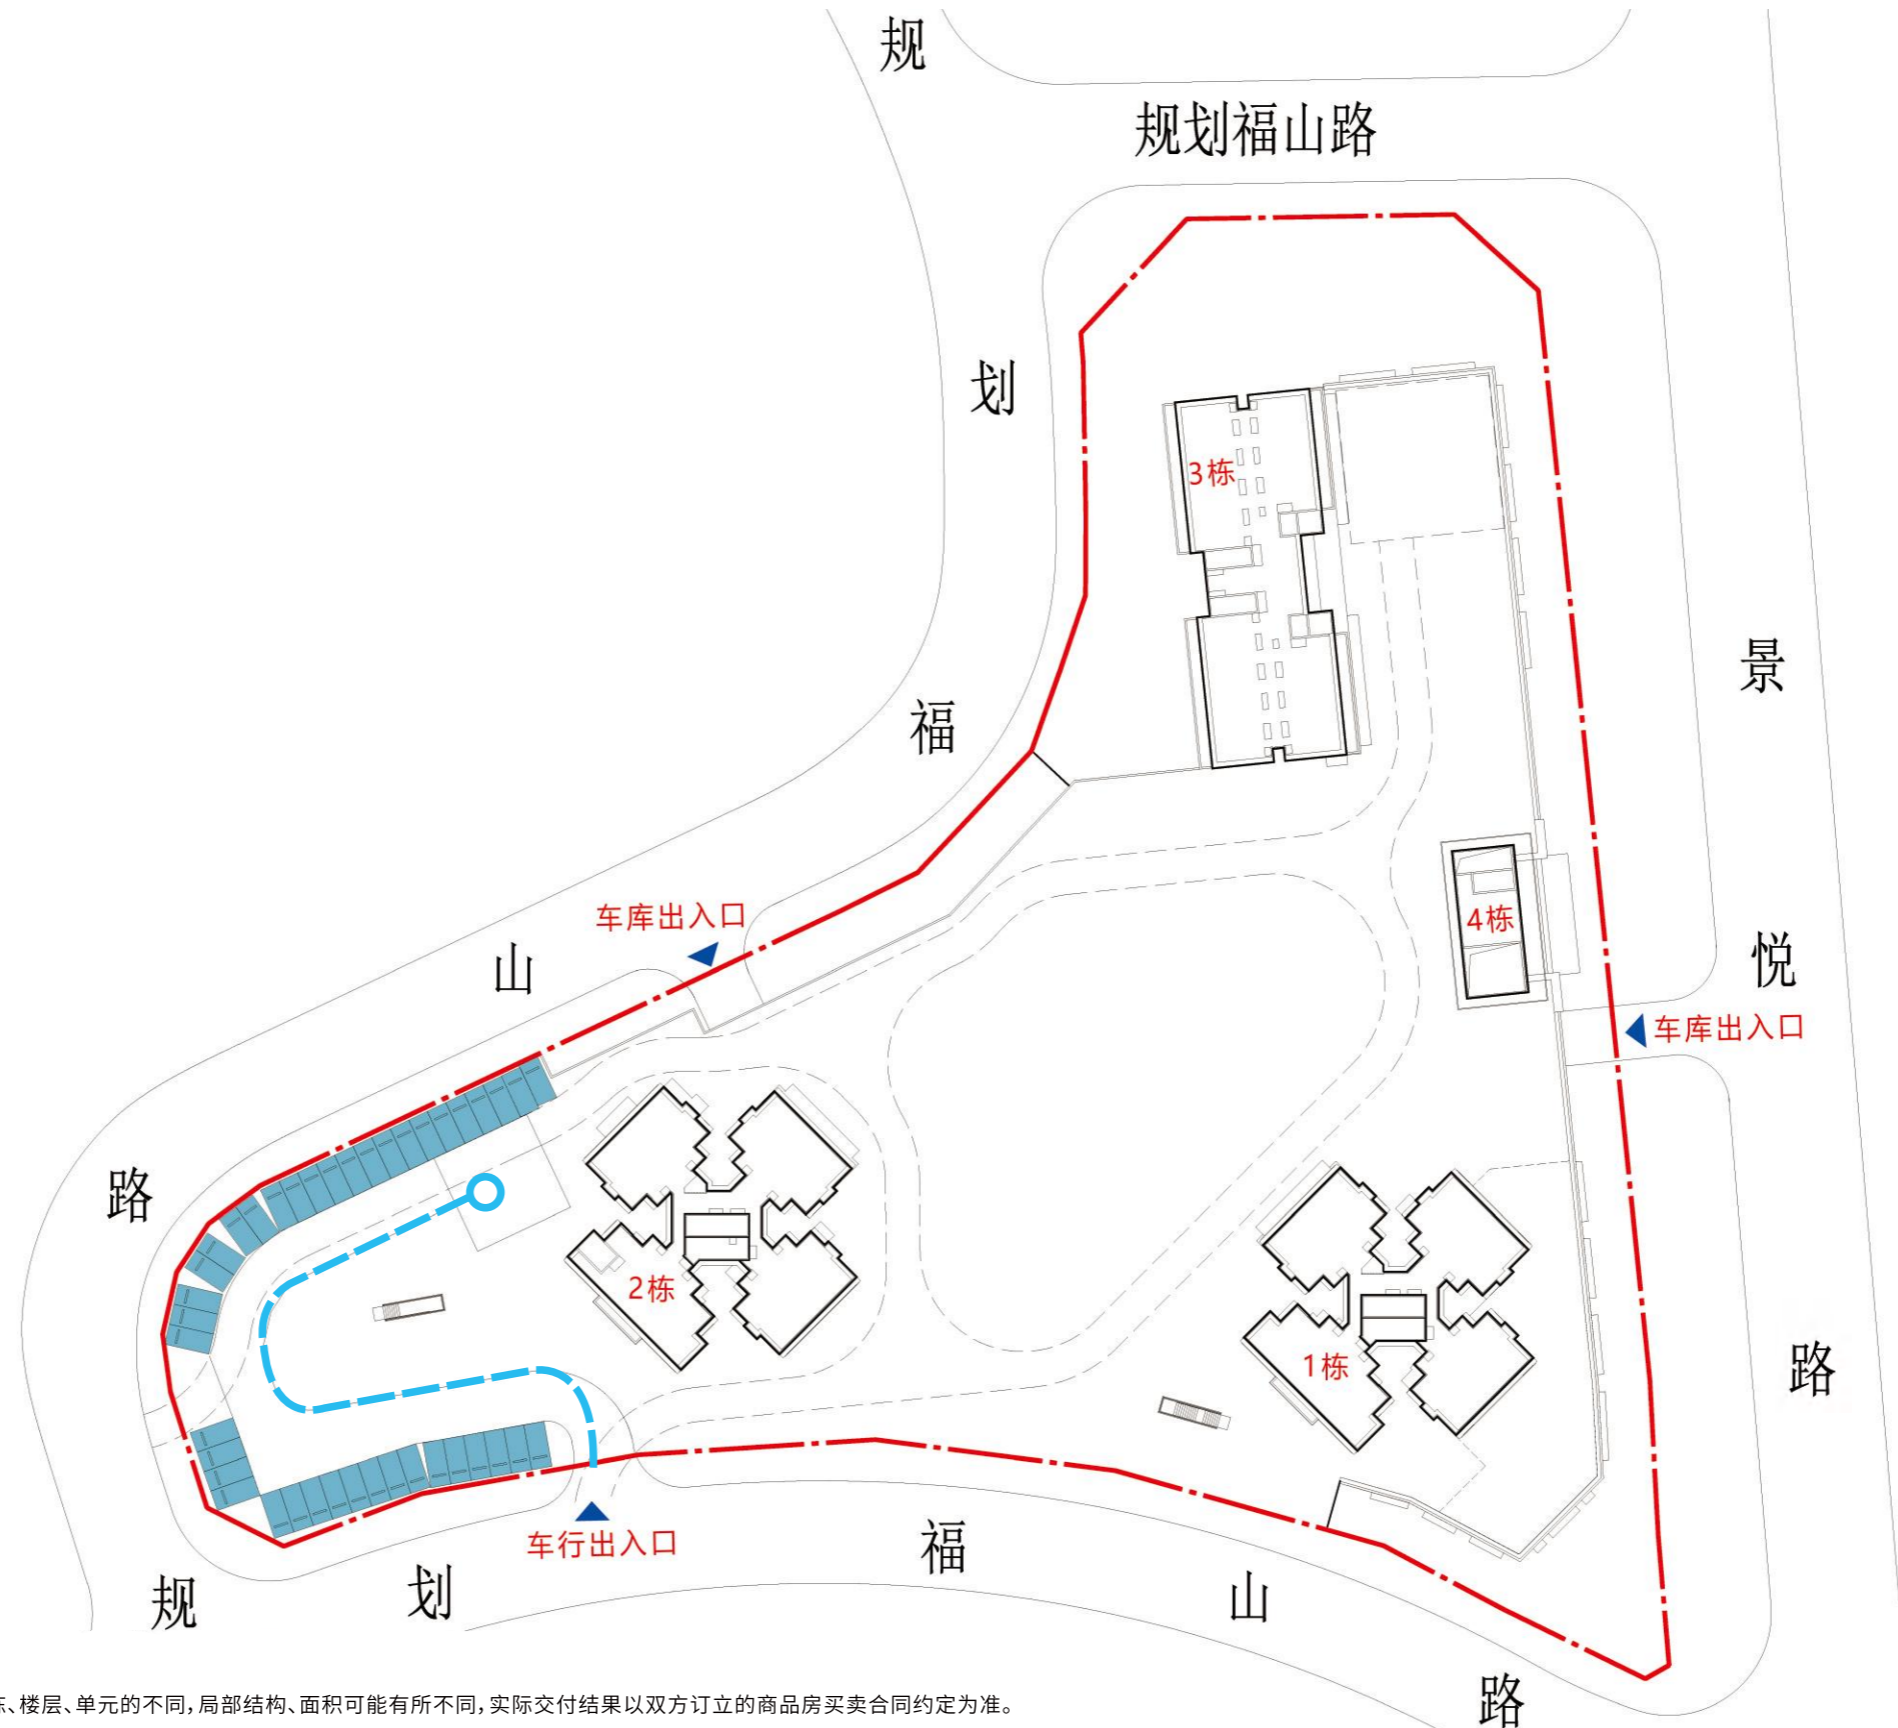 规
规划福山路
划
3栋
景
福
车库出入口
4栋
山
悦
车库出入口
路
2栋
1栋
路
车行出入口
福
规
划
山
路
、楼层、单元的不同，局部结构、面积可能有所不同，实际交付结果以双方订立的商品房买卖合同约定为准。